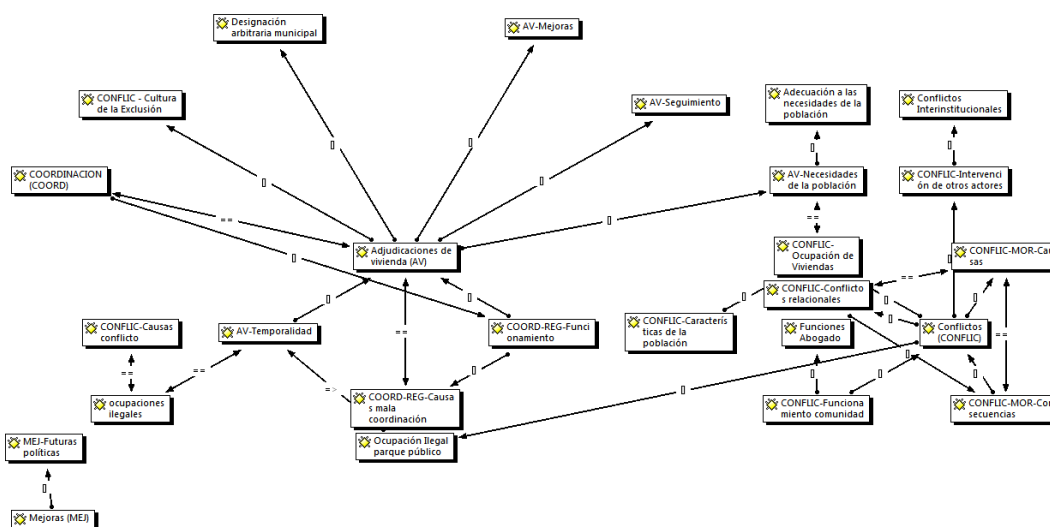 Designación
arbitraria municipal
AV-Mejoras
CONFLIC - Cultura
de la Exclusión
AV-Seguimiento
Adecuación a las
necesidades de la
población
Conflictos
Interinstitucionales
COORDINACION
(COORD)
AV-Necesidades
de la población
CONFLIC-Intervenci
ón de otros actores
Adjudicaciones de
vivienda (AV)
CONFLIC-
Ocupación de
Viviendas
CONFLIC-MOR-Cau
sas
CONFLIC-Conflicto
s relacionales
CONFLIC-Causas
conflicto
AV-Temporalidad
COORD-REG-Funci
onamiento
CONFLIC-Caracterís
ticas de la
población
Funciones
Abogado
Conflictos
(CONFLIC)
ocupaciones
ilegales
COORD-REG-Causa
s mala
coordinación
CONFLIC-Funciona
miento comunidad
CONFLIC-MOR-Con
secuencias
Ocupación Ilegal
parque público
MEJ-Futuras
políticas
Mejoras (MEJ)
[]
[]
[]
[]
[]
[]
[]
==
[]
==
[]
==
[]
[]
==
[]
[]
==
==
=>
[]
[]
[]
[]
==
[]
[]
[]
[]